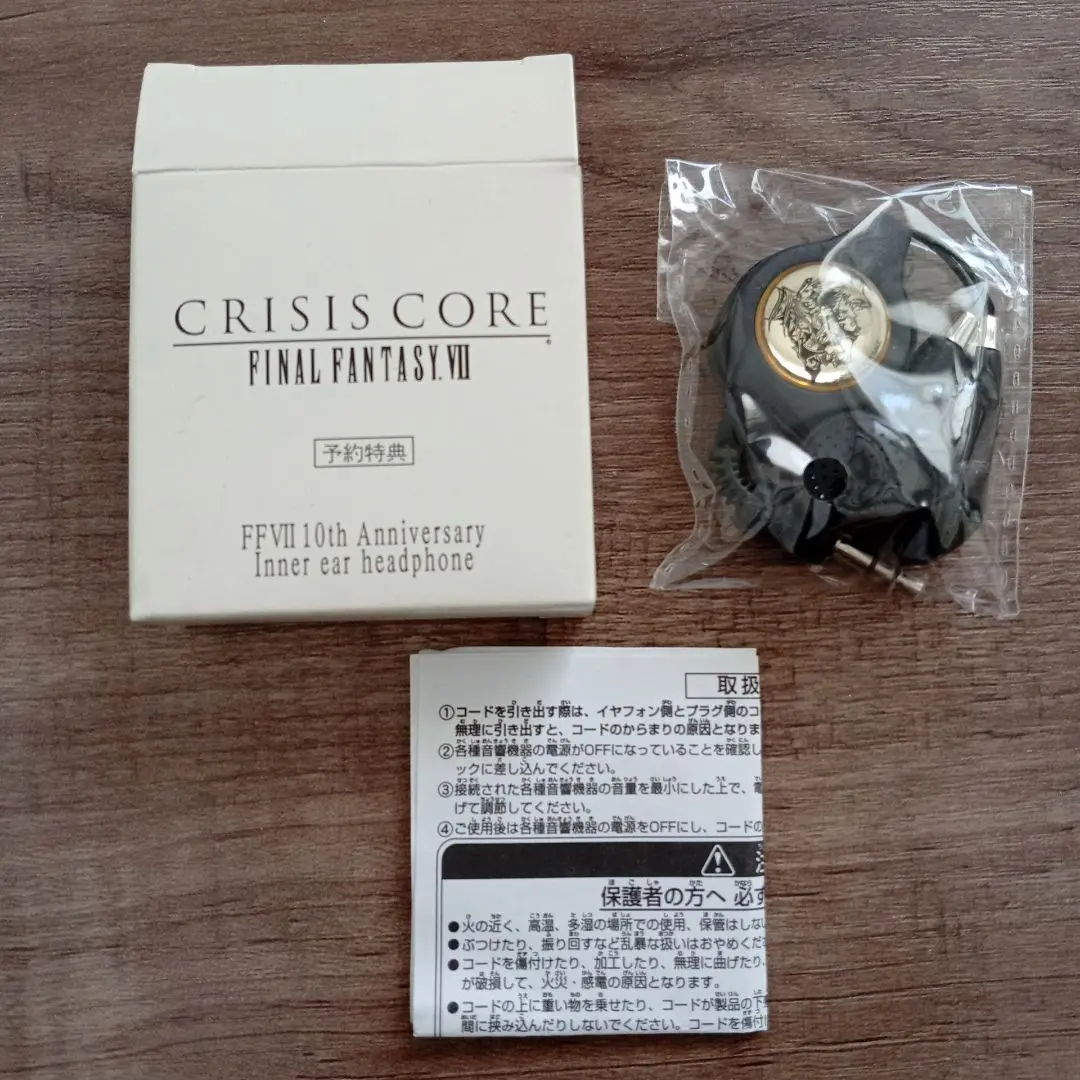 CRISIS CORE
FINAL FANTASY VII
予約特典
FFVII 10th Anniversary
Inner ear headphone
取扱
①コードを引き出す際は、イヤフォン側とプラグ側のコ
無理に引き出すと、コードのからまりの原因となりま
②各種音響機器の電源がOFFになっていることを確認し
ックに差し込んでください。
③接続された各種音響機器の音量を最小にした上で、電
げて調節してください。
④ご使用後は各種音響機器の電源をOFFにし、コードの
保護者の方へ 必ず
●火の近く、高温、多湿の場所での使用、保管はしな
●ぶつけたり、振り回すなど乱暴な扱いはおやめくだ
●コードを傷付けたり、加工したり、無理に曲げたり、
が破損して、火災・感電の原因となります。
●コードの上に重い物を乗せたり、コードが製品の下
間に挟み込んだりしないでください。コードを傷付